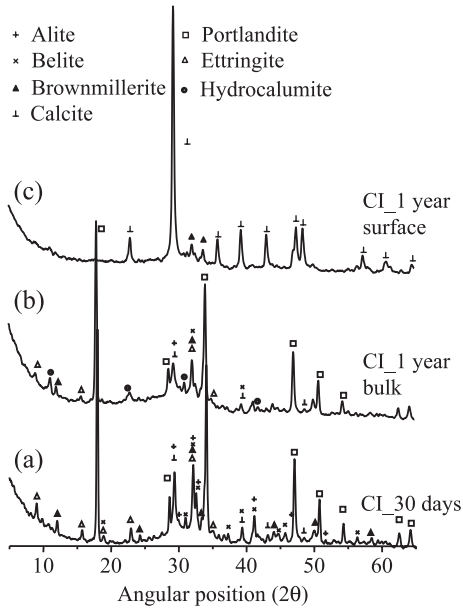 + Alite
□ Portlandite
× Belite
△ Ettringite
▲ Brownmillerite
● Hydrocalumite
⊥ Calcite
(c)
CI_1 year
surface
(b)
CI_1 year
bulk
(a)
CI_30 days
10 20 30 40 50 60
Angular position (2θ)